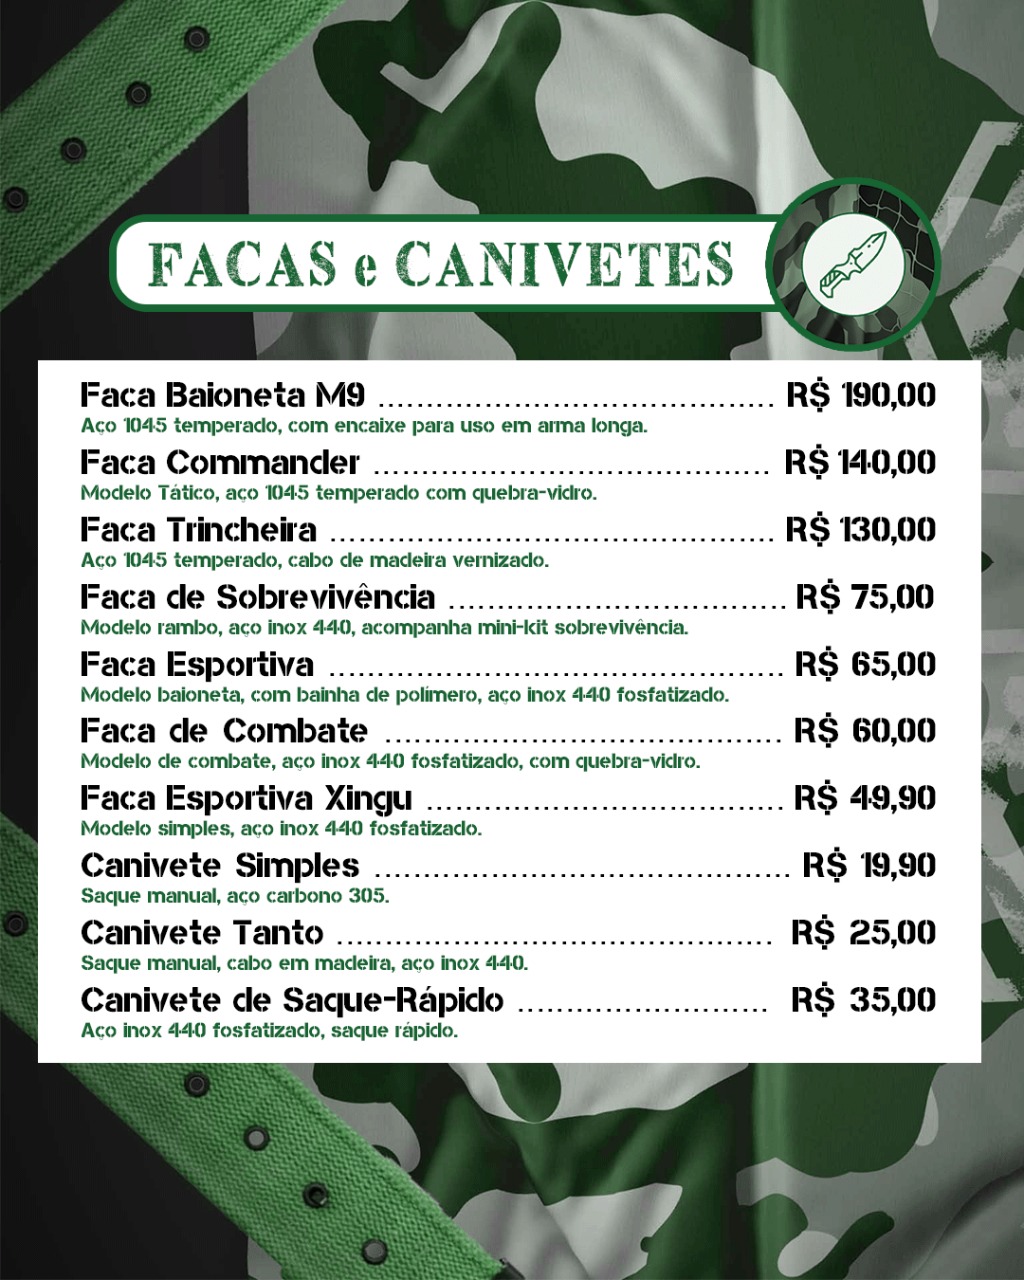 FACAS e CANIVETES
Faca Baioneta M9 ....................................... R$ 190,00
Aço 1045 temperado, com encaixe para uso em arma longa.
Faca Commander ....................................... R$ 140,00
Modelo Tático, aço 1045 temperado com quebra-vidro.
Faca Trincheira ............................................ R$ 130,00
Aço 1045 temperado, cabo de madeira vernizado.
Faca de Sobrevivência ................................. R$ 75,00
Modelo rambo, aço inox 440, acompanha mini-kit sobrevivência.
Faca Esportiva ............................................. R$ 65,00
Modelo baioneta, com bainha de polímero, aço inox 440 fosfatizado.
Faca de Combate ....................................... R$ 60,00
Modelo de combate, aço inox 440 fosfatizado, com quebra-vidro.
Faca Esportiva Xingu ................................... R$ 49,90
Modelo simples, aço inox 440 fosfatizado.
Canivete Simples ......................................... R$ 19,90
Saque manual, aço carbono 305.
Canivete Tanto ........................................... R$ 25,00
Saque manual, cabo em madeira, aço inox 440.
Canivete de Saque-Rápido ......................... R$ 35,00
Aço inox 440 fosfatizado, saque rápido.